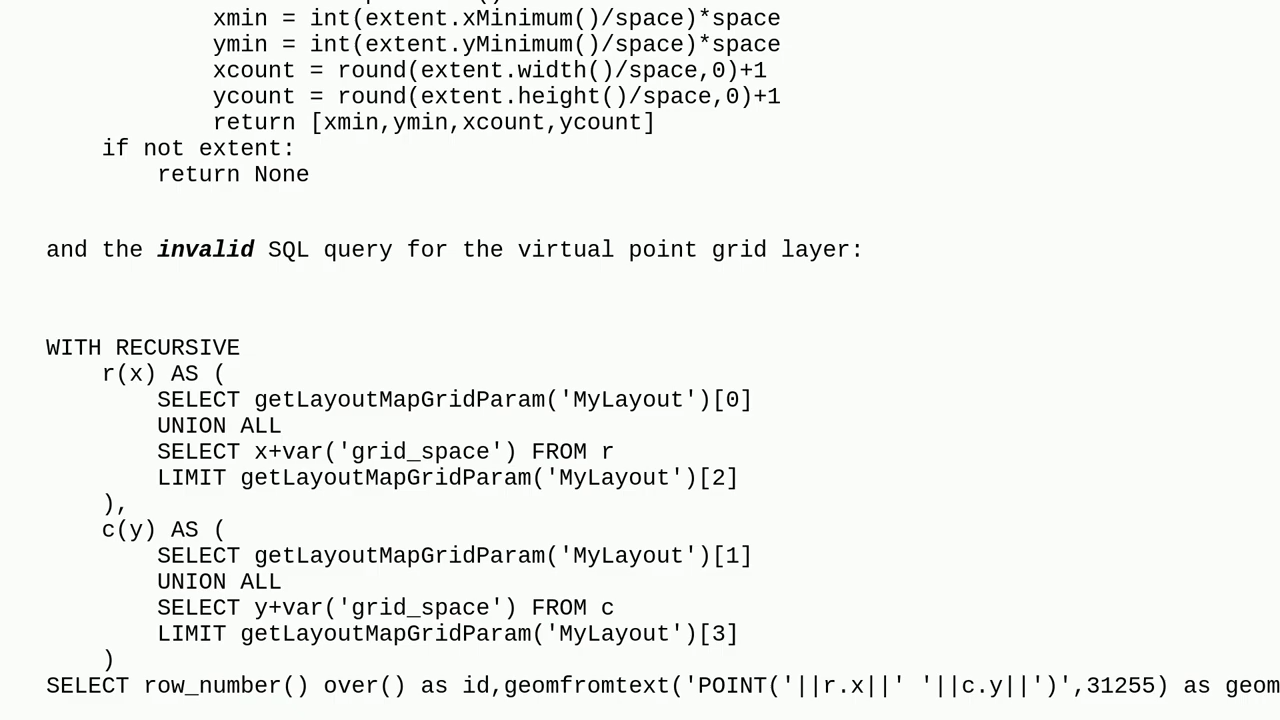 xmin = int(extent.xMinimum()/space)*space
ymin = int(extent.yMinimum()/space)*space
xcount = round(extent.width()/space,0)+1
ycount = round(extent.height()/space,0)+1
return [xmin,ymin,xcount,ycount]
if not extent:
return None
and the invalid SQL query for the virtual point grid layer:
WITH RECURSIVE
r(x) AS (
SELECT getLayoutMapGridParam('MyLayout')[0]
UNION ALL
SELECT x+var('grid_space') FROM r
LIMIT getLayoutMapGridParam('MyLayout')[2]
),
c(y) AS (
SELECT getLayoutMapGridParam('MyLayout')[1]
UNION ALL
SELECT y+var('grid_space') FROM c
LIMIT getLayoutMapGridParam('MyLayout')[3]
)
SELECT row_number() over() as id,geomfromtext('POINT('||r.x||' '||c.y||')',31255) as geom